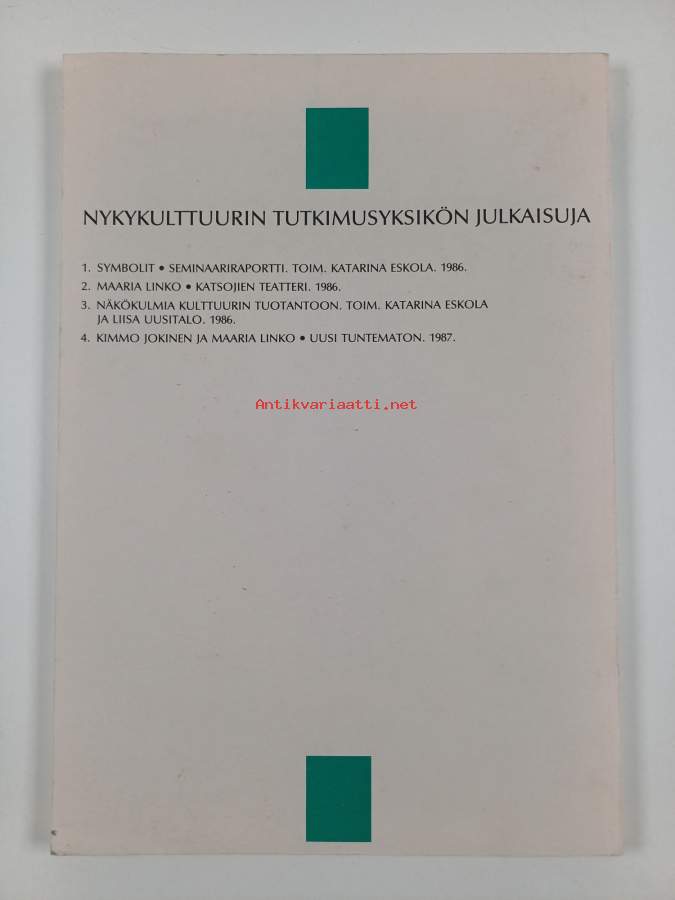 NYKYKULTTUURIN TUTKIMUSYKSIKÖN JULKAISUJA
1. SYMBOLIT • SEMINAARIRAPORTTI. TOIM. KATARINA ESKOLA. 1986.
2. MAARIA LINKO • KATSOJIEN TEATTERI. 1986.
3. NÄKÖKULMIA KULTTUURIN TUOTANTOON. TOIM. KATARINA ESKOLA
JA LIISA UUSITALO. 1986.
4. KIMMO JOKINEN JA MAARIA LINKO • UUSI TUNTEMATON. 1987.
Antikvariaatti.net